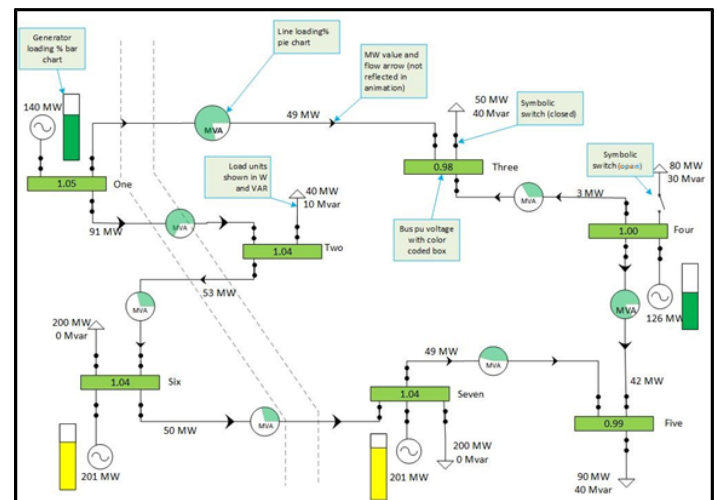 Generator
loading % bar
chart
Line loading%
pie chart
MW value and
flow arrow (not
reflected in
animation)
140 MW
MVA
49 MW
50 MW
40 Mvar
Symbolic
switch (closed)
Symbolic
switch (open)
1.05
One
0.98
Three
80 MW
30 Mvar
Load units
shown in W
and VAR
40 MW
10 Mvar
MVA
3 MW
91 MW
MVA
1.04
Two
Bus pu voltage
with color
coded box
1.00
Four
53 MW
MVA
MVA
126 MW
200 MW
0 Mvar
49 MW
MVA
1.04
Six
1.04
Seven
42 MW
50 MW
MVA
0.99
Five
201 MW
201 MW
200 MW
0 Mvar
90 MW
40 Mvar